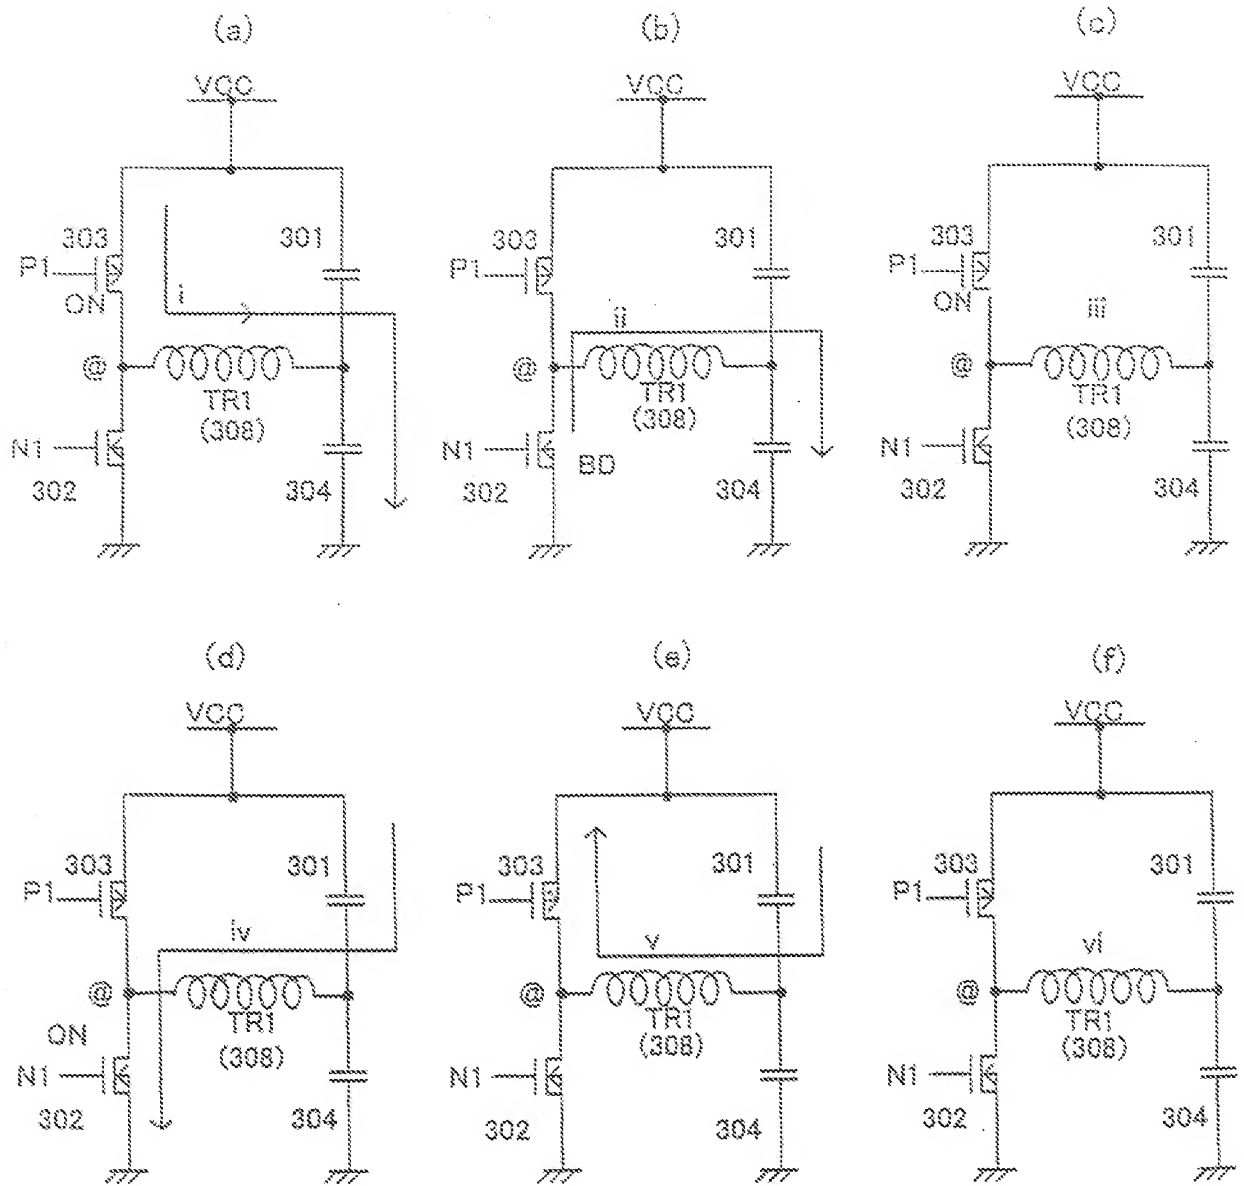 (a)
VCC
303
P1
ON
301
i
@
TR1
(308)
N1
302
304
(b)
VCC
303
P1
301
ii
@
TR1
(308)
N1
BD
302
304
(c)
VCC
303
P1
ON
301
iii
@
TR1
(308)
N1
302
304
(d)
VCC
303
P1
301
iv
@
TR1
(308)
ON
N1
302
304
(e)
VCC
303
P1
301
v
@
TR1
(308)
N1
302
304
(f)
VCC
303
P1
301
vi
@
TR1
(308)
N1
302
304